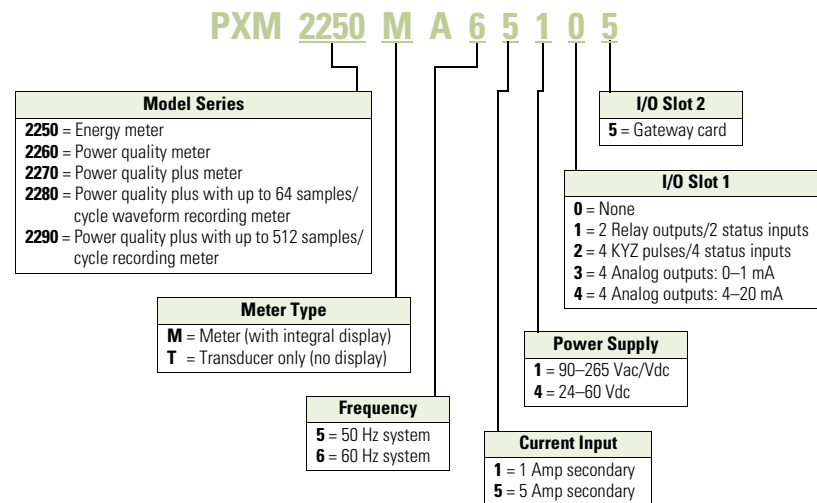 PXM 2250 M A 6 5 1 0 5
Model Series
2250 = Energy meter
2260 = Power quality meter
2270 = Power quality plus meter
2280 = Power quality plus with up to 64 samples/
cycle waveform recording meter
2290 = Power quality plus with up to 512 samples/
cycle recording meter
Meter Type
M = Meter (with integral display)
T = Transducer only (no display)
Frequency
5 = 50 Hz system
6 = 60 Hz system
I/O Slot 2
5 = Gateway card
I/O Slot 1
0 = None
1 = 2 Relay outputs/2 status inputs
2 = 4 KYZ pulses/4 status inputs
3 = 4 Analog outputs: 0–1 mA
4 = 4 Analog outputs: 4–20 mA
Power Supply
1 = 90–265 Vac/Vdc
4 = 24–60 Vdc
Current Input
1 = 1 Amp secondary
5 = 5 Amp secondary